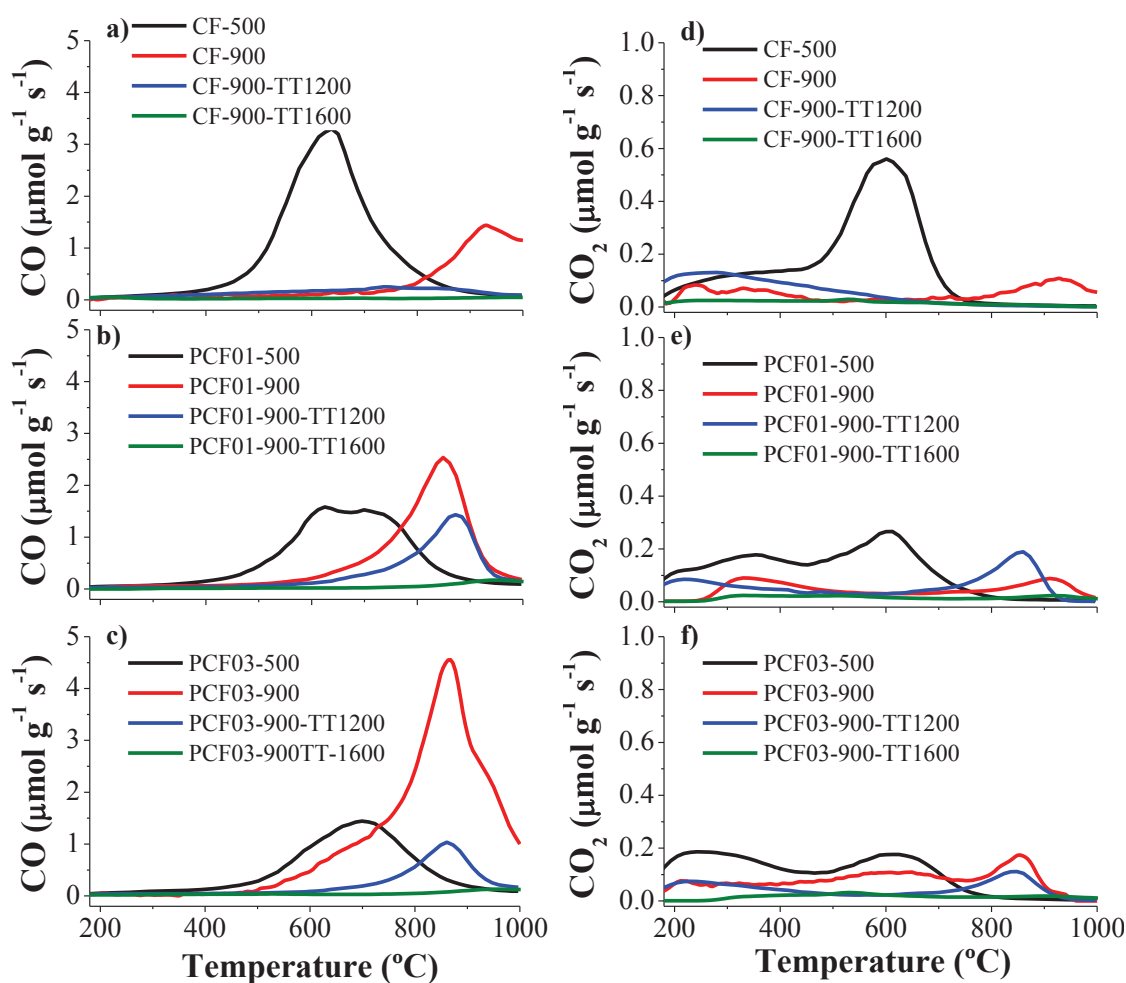 a)
CF-500
CF-900
CF-900-TT1200
CF-900-TT1600
CO (μmol g⁻¹ s⁻¹)
5
4
3
2
1
0
b)
PCF01-500
PCF01-900
PCF01-900-TT1200
PCF01-900-TT1600
CO (μmol g⁻¹ s⁻¹)
5
4
3
2
1
0
c)
PCF03-500
PCF03-900
PCF03-900-TT1200
PCF03-900TT-1600
CO (μmol g⁻¹ s⁻¹)
5
4
3
2
1
0
200 400 600 800 1000
Temperature (ºC)
d)
CF-500
CF-900
CF-900-TT1200
CF-900-TT1600
CO₂ (μmol g⁻¹ s⁻¹)
1.0
0.8
0.6
0.4
0.2
0.0
e)
PCF01-500
PCF01-900
PCF01-900-TT1200
PCF01-900-TT1600
CO₂ (μmol g⁻¹ s⁻¹)
1.0
0.8
0.6
0.4
0.2
0.0
f)
PCF03-500
PCF03-900
PCF03-900-TT1200
PCF03-900-TT1600
CO₂ (μmol g⁻¹ s⁻¹)
1.0
0.8
0.6
0.4
0.2
0.0
200 400 600 800 1000
Temperature (ºC)